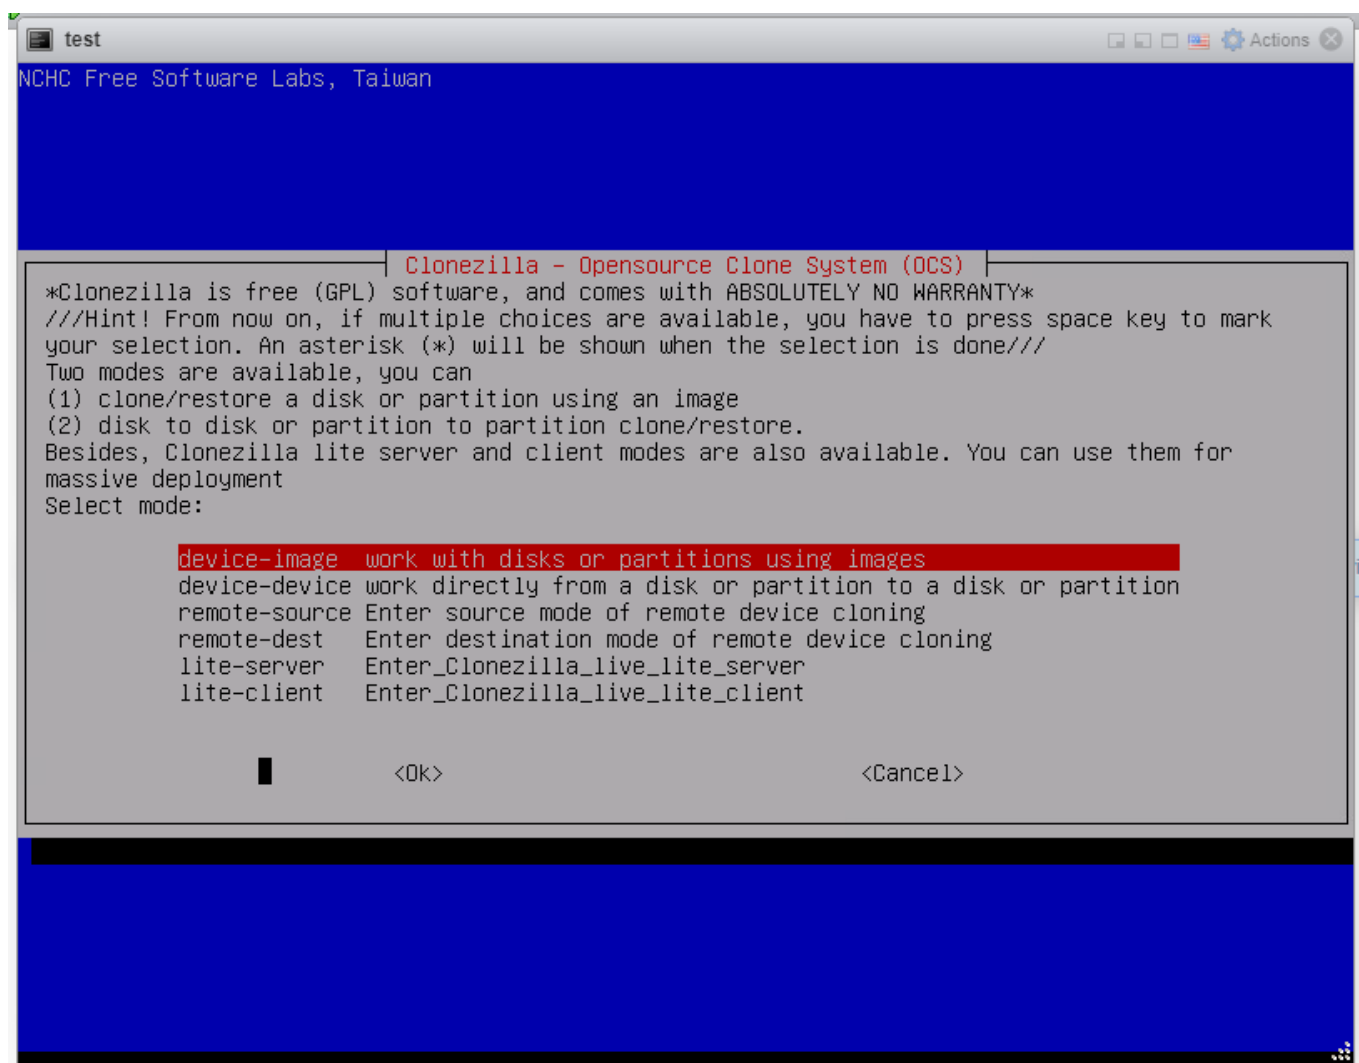 test
Actions
NCHC Free Software Labs, Taiwan
Clonezilla - Opensource Clone System (OCS)
*Clonezilla is free (GPL) software, and comes with ABSOLUTELY NO WARRANTY*
///Hint! From now on, if multiple choices are available, you have to press space key to mark
your selection. An asterisk (*) will be shown when the selection is done///
Two modes are available, you can
(1) clone/restore a disk or partition using an image
(2) disk to disk or partition to partition clone/restore.
Besides, Clonezilla lite server and client modes are also available. You can use them for
massive deployment
Select mode:
device-image work with disks or partitions using images
device-device work directly from a disk or partition to a disk or partition
remote-source Enter source mode of remote device cloning
remote-dest Enter destination mode of remote device cloning
lite-server Enter_Clonezilla_live_lite_server
lite-client Enter_Clonezilla_live_lite_client
<Ok> <Cancel>